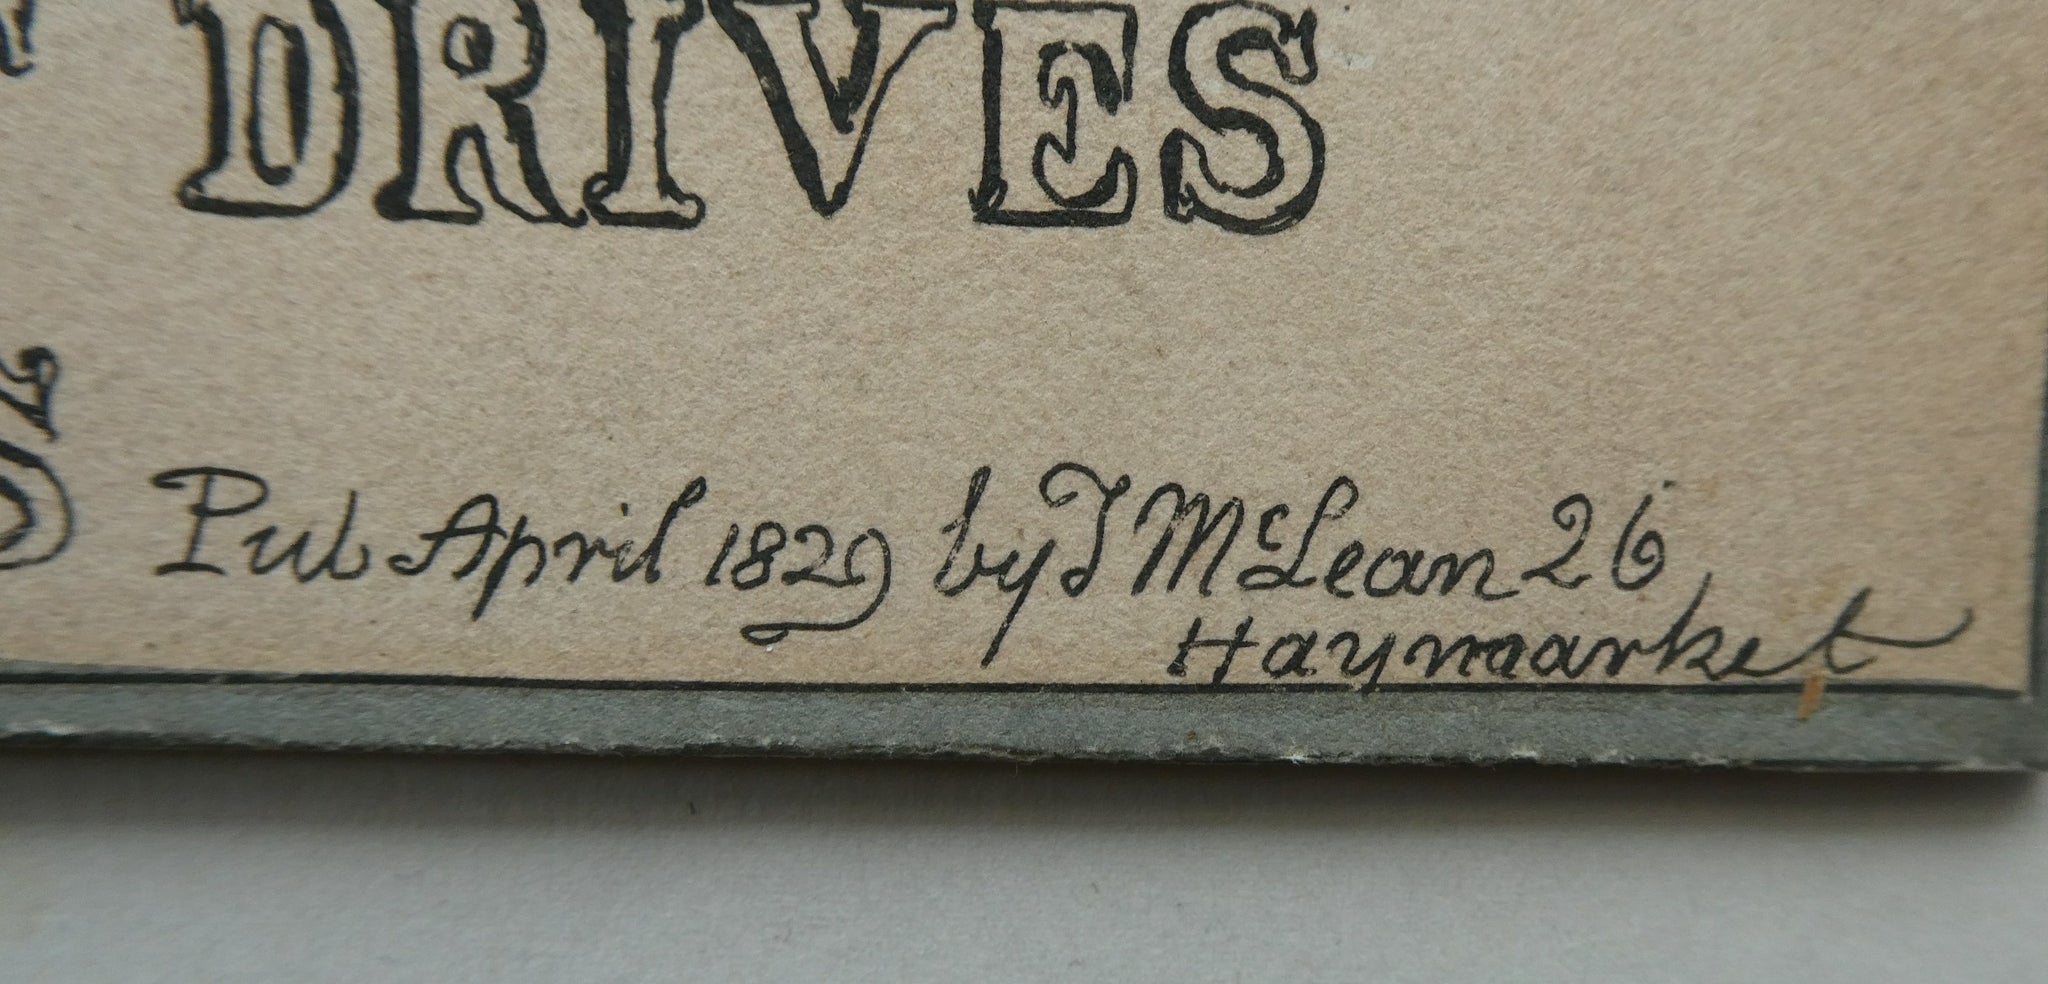 DRIVES
Pub April 1829 by T McLean 26
Haymarket